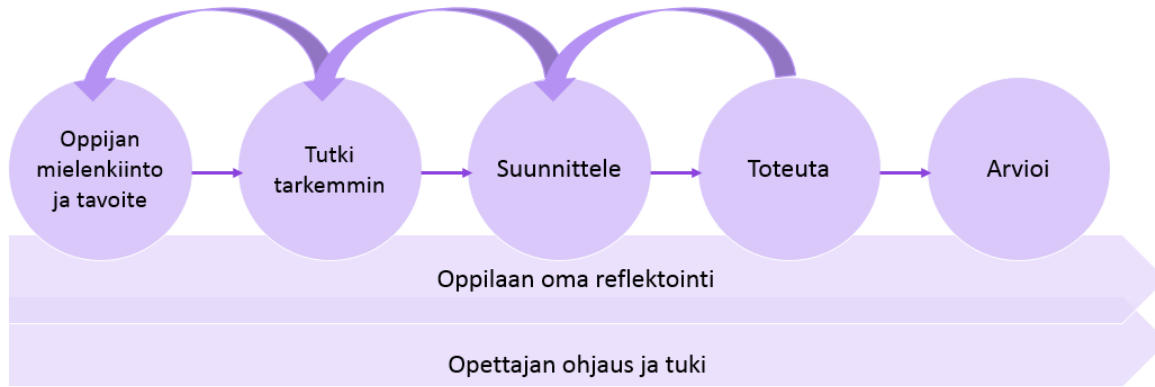 Oppijan
mielenkiinto
ja tavoite
Tutki
tarkemmin
Suunnittele
Toteuta
Arvioi
Oppilaan oma reflektointi
Opettajan ohjaus ja tuki